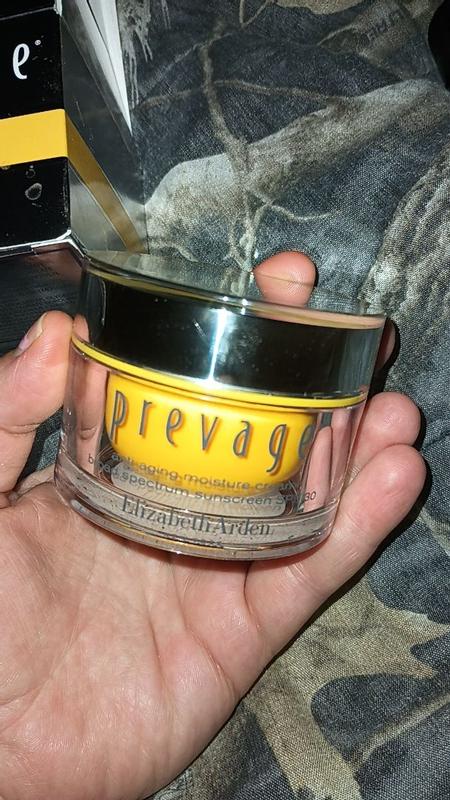 e®
prevage
anti-aging moisture cream
broad spectrum sunscreen SPF 30
Elizabeth Arden